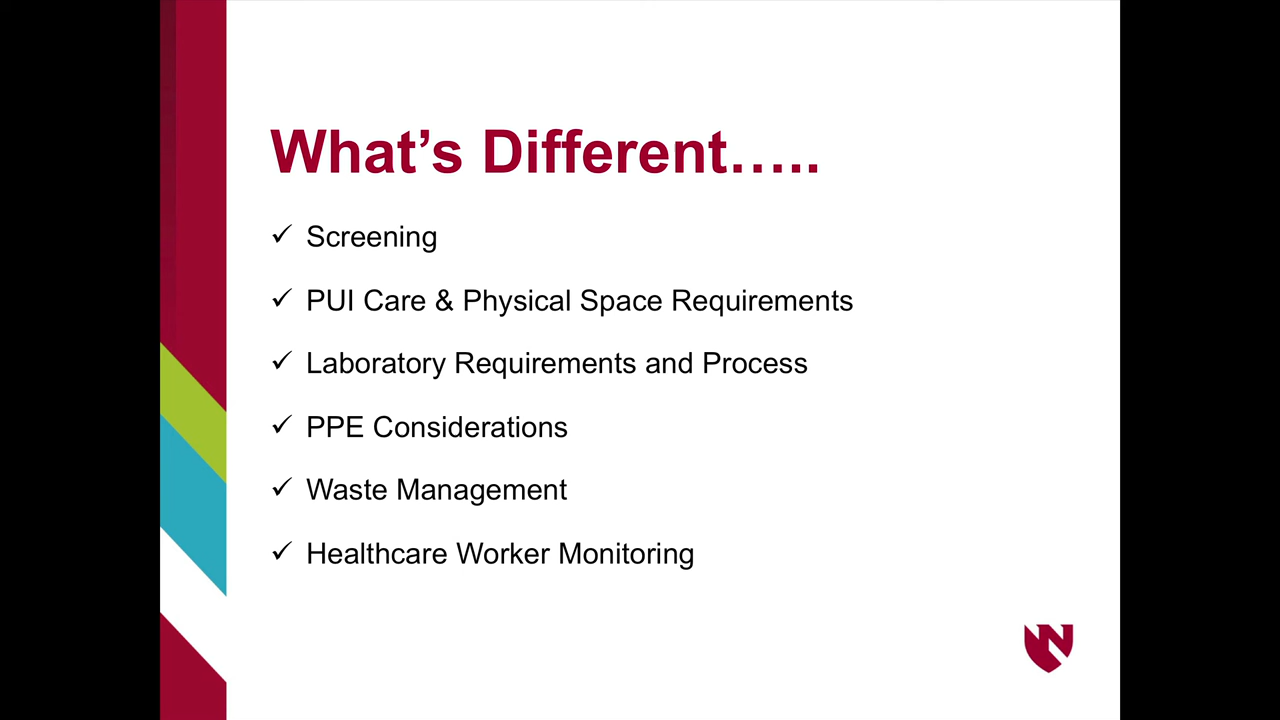 What’s Different…..
✓ Screening
✓ PUI Care & Physical Space Requirements
✓ Laboratory Requirements and Process
✓ PPE Considerations
✓ Waste Management
✓ Healthcare Worker Monitoring
N